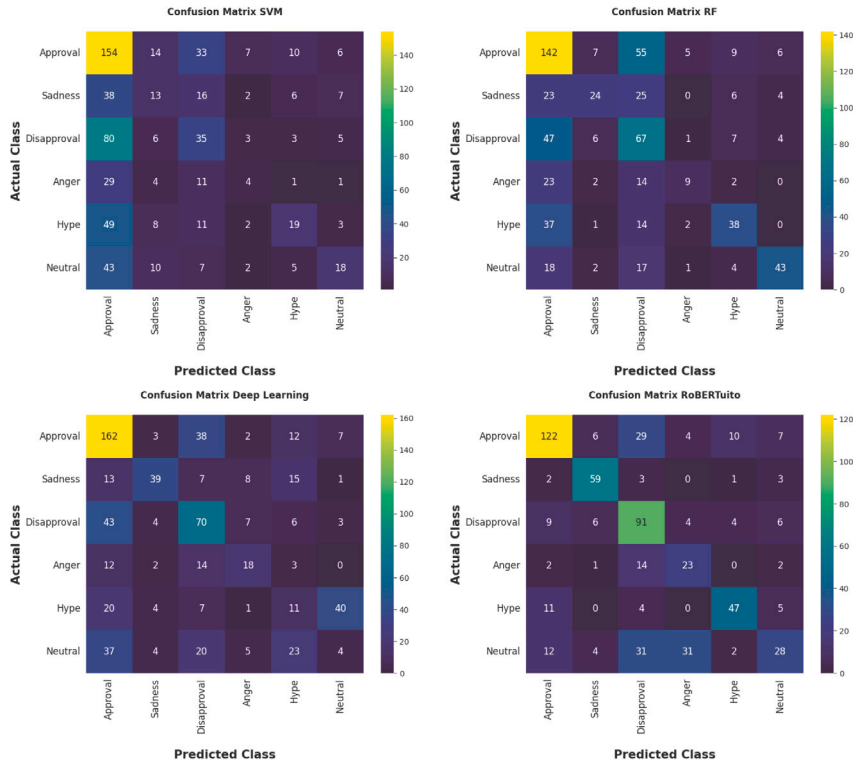 Confusion Matrix SVM
Actual Class
Approval 154 14 33 7 10 6
Sadness 38 13 16 2 6 7
Disapproval 80 6 35 3 3 5
Anger 29 4 11 4 1 1
Hype 49 8 11 2 19 3
Neutral 43 10 7 2 5 18
Approval Sadness Disapproval Anger Hype Neutral
Predicted Class
140
120
100
80
60
40
20
Confusion Matrix RF
Actual Class
Approval 142 7 55 5 9 6
Sadness 23 24 25 0 6 4
Disapproval 47 6 67 1 7 4
Anger 23 2 14 9 2 0
Hype 37 1 14 2 38 0
Neutral 18 2 17 1 4 43
Approval Sadness Disapproval Anger Hype Neutral
Predicted Class
140
120
100
80
60
40
20
0
Confusion Matrix Deep Learning
Actual Class
Approval 162 3 38 2 12 7
Sadness 13 39 7 8 15 1
Disapproval 43 4 70 7 6 3
Anger 12 2 14 18 3 0
Hype 20 4 7 1 11 40
Neutral 37 4 20 5 23 4
Approval Sadness Disapproval Anger Hype Neutral
Predicted Class
160
140
120
100
80
60
40
20
0
Confusion Matrix RoBERTuito
Actual Class
Approval 122 6 29 4 10 7
Sadness 2 59 3 0 1 3
Disapproval 9 6 91 4 4 6
Anger 2 1 14 23 0 2
Hype 11 0 4 0 47 5
Neutral 12 4 31 31 2 28
Approval Sadness Disapproval Anger Hype Neutral
Predicted Class
120
100
80
60
40
20
0